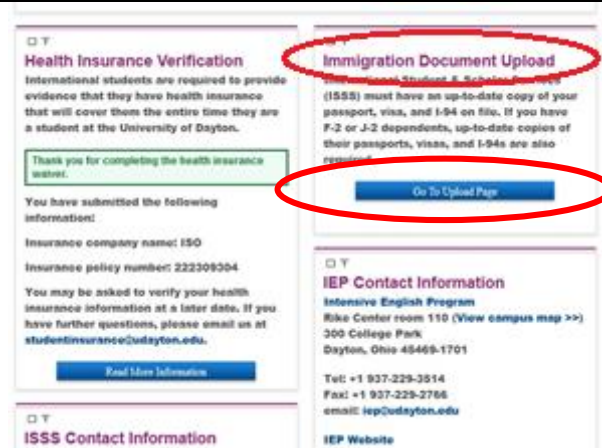 Health Insurance Verification
International students are required to provide
evidence that they have health insurance
that will cover them the entire time they are
a student at the University of Dayton.
Thank you for completing the health insurance
waiver.
You have submitted the following
information:
Insurance company name: ISO
Insurance policy number: 222309304
You may be asked to verify your health
insurance information at a later date. If you
have further questions, please email us at
studentinsurance@udayton.edu.
Read More Information
ISSS Contact Information
Immigration Document Upload
International Student & Scholar
(ISSS) must have an up-to-date copy of your
passport, visa, and I-94 on file. If you have
F-2 or J-2 dependents, up-to-date copies of
their passports, visas, and I-94s are also
required.
Go To Upload Page
IEP Contact Information
Intensive English Program
Rike Center room 110 (View campus map >>)
300 College Park
Dayton, Ohio 45469-1701
Tel: +1 937-229-3514
Fax: +1 937-229-2766
email: iep@udayton.edu
IEP Website